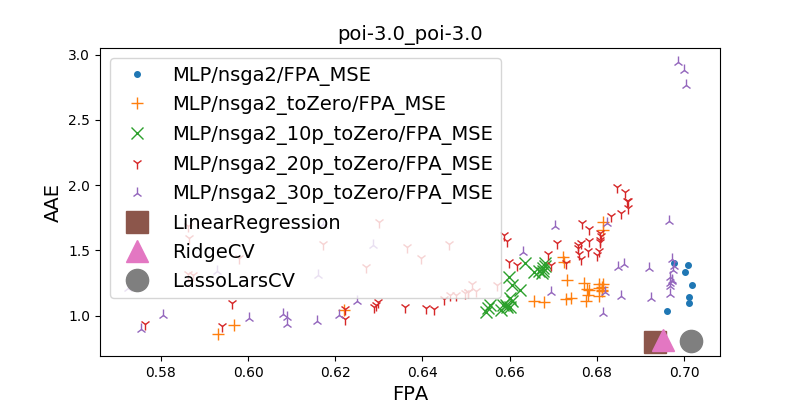 poi-3.0_poi-3.0
3.0
2.5
2.0
1.5
1.0
AAE
MLP/nsga2/FPA_MSE
MLP/nsga2_toZero/FPA_MSE
MLP/nsga2_10p_toZero/FPA_MSE
MLP/nsga2_20p_toZero/FPA_MSE
MLP/nsga2_30p_toZero/FPA_MSE
LinearRegression
RidgeCV
LassoLarsCV
0.58 0.60 0.62 0.64 0.66 0.68 0.70
FPA